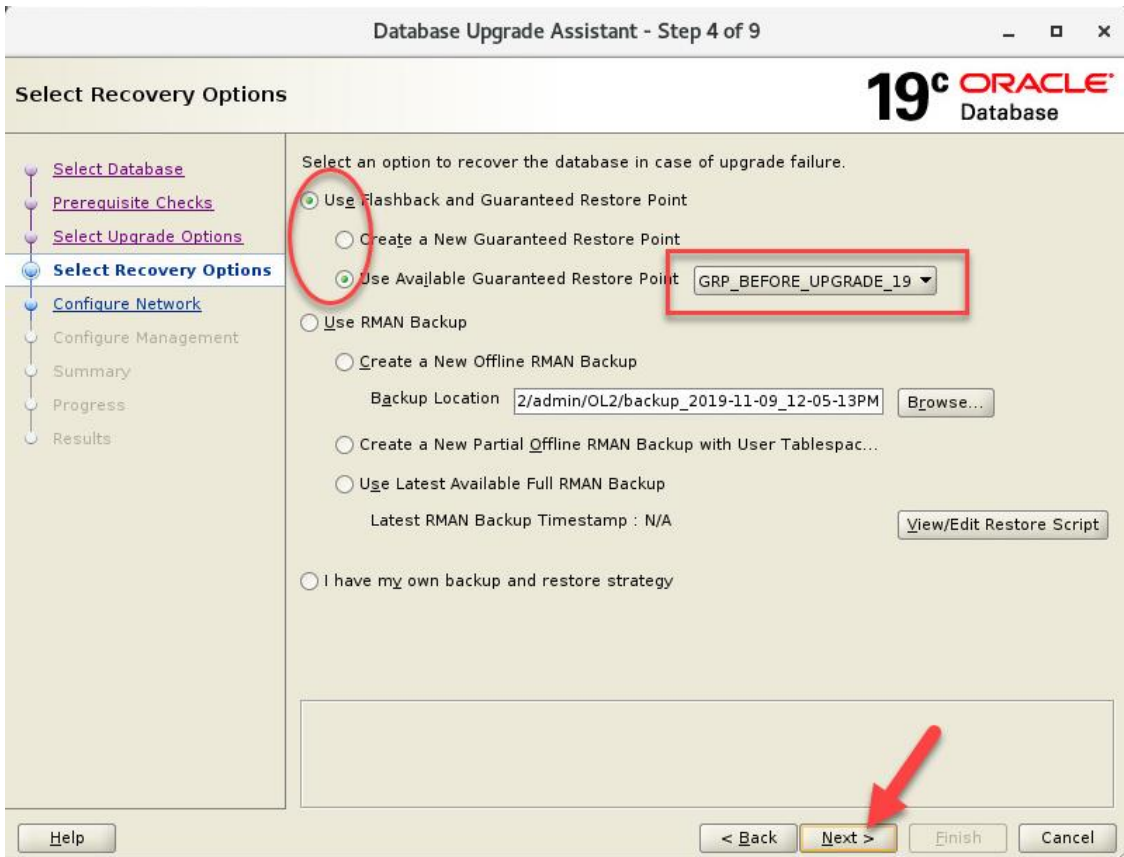 Database Upgrade Assistant - Step 4 of 9
Select Recovery Options
19c ORACLE Database
Select Database
Prerequisite Checks
Select Upgrade Options
Select Recovery Options
Configure Network
Configure Management
Summary
Progress
Results
Select an option to recover the database in case of upgrade failure.
Use Flashback and Guaranteed Restore Point
Create a New Guaranteed Restore Point
Use Available Guaranteed Restore Point GRP_BEFORE_UPGRADE_19
Use RMAN Backup
Create a New Offline RMAN Backup
Backup Location 2/admin/OL2/backup_2019-11-09_12-05-13PM Browse...
Create a New Partial Offline RMAN Backup with User Tablespac...
Use Latest Available Full RMAN Backup
Latest RMAN Backup Timestamp : N/A View/Edit Restore Script
I have my own backup and restore strategy
Help < Back Next > Finish Cancel